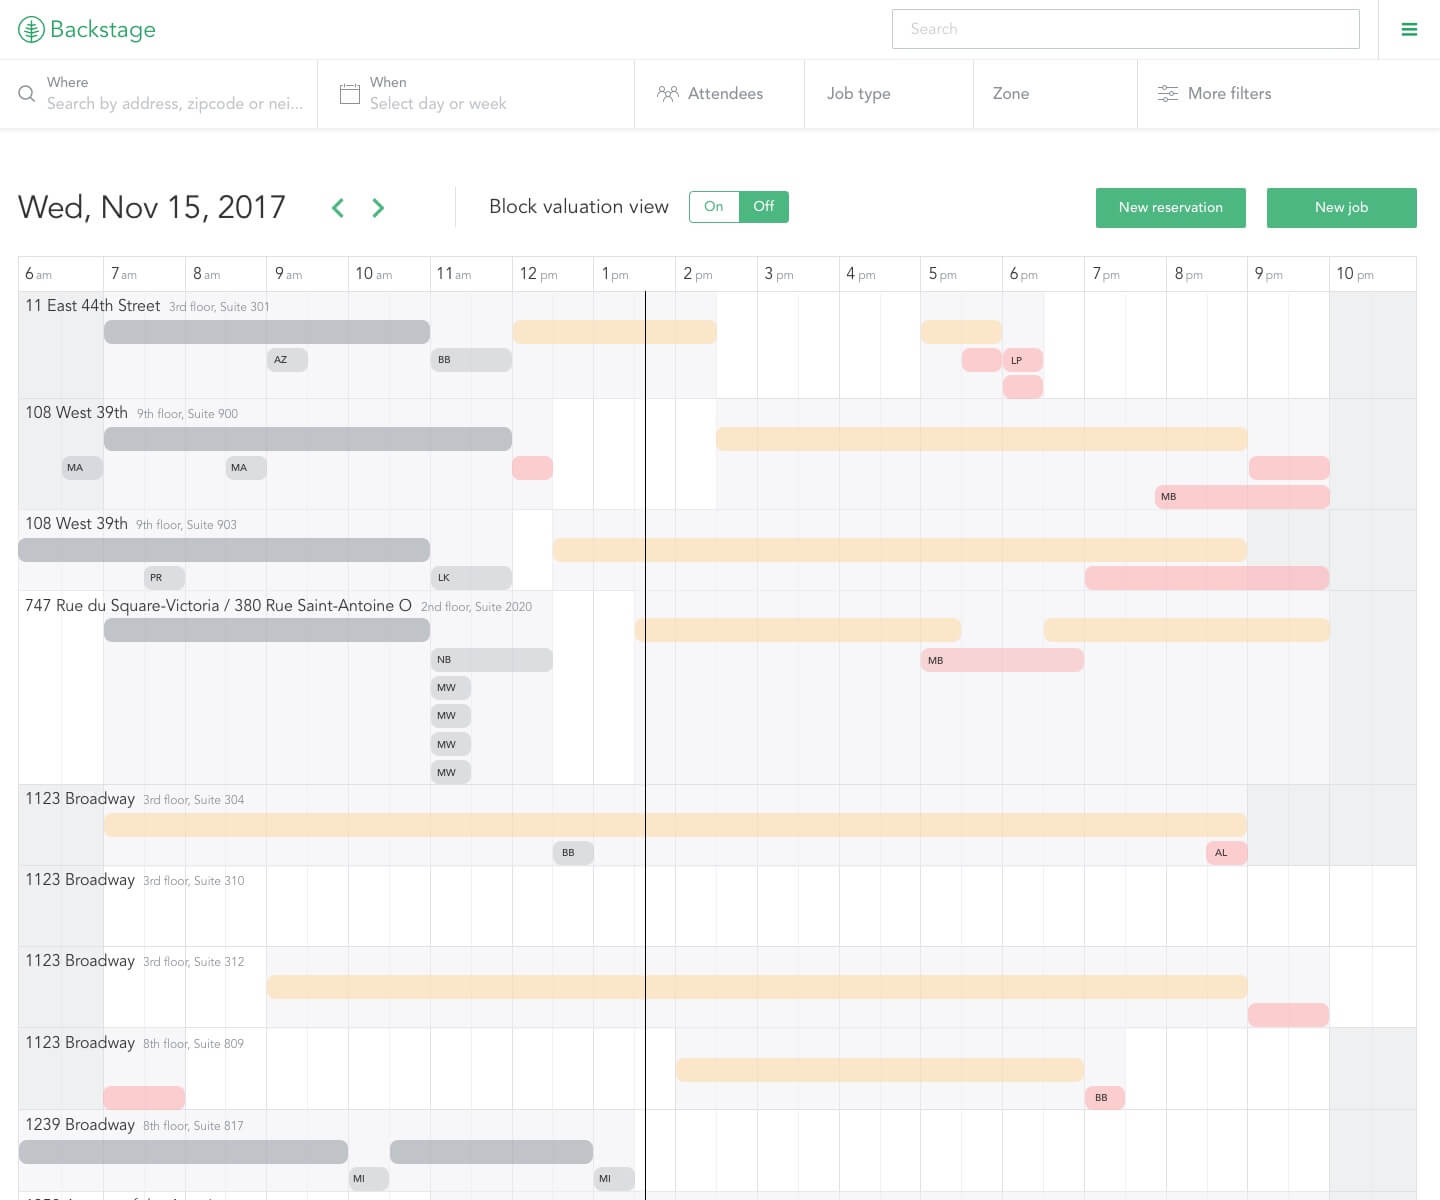 Backstage
Search
Where
Search by address, zipcode or nei...
When
Select day or week
Attendees
Job type
Zone
More filters
Wed, Nov 15, 2017
Block valuation view
On
Off
New reservation
New job
6 am
7 am
8 am
9 am
10 am
11 am
12 pm
1 pm
2 pm
3 pm
4 pm
5 pm
6 pm
7 pm
8 pm
9 pm
10 pm
11 East 44th Street 3rd floor, Suite 301
AZ
BB
LP
108 West 39th 9th floor, Suite 900
MA
MA
MB
108 West 39th 9th floor, Suite 903
PR
LK
747 Rue du Square-Victoria / 380 Rue Saint-Antoine O 2nd floor, Suite 2020
NB
MB
MW
MW
MW
MW
1123 Broadway 3rd floor, Suite 304
BB
AL
1123 Broadway 3rd floor, Suite 310
1123 Broadway 3rd floor, Suite 312
1123 Broadway 8th floor, Suite 809
BB
1239 Broadway 8th floor, Suite 817
MI
MI